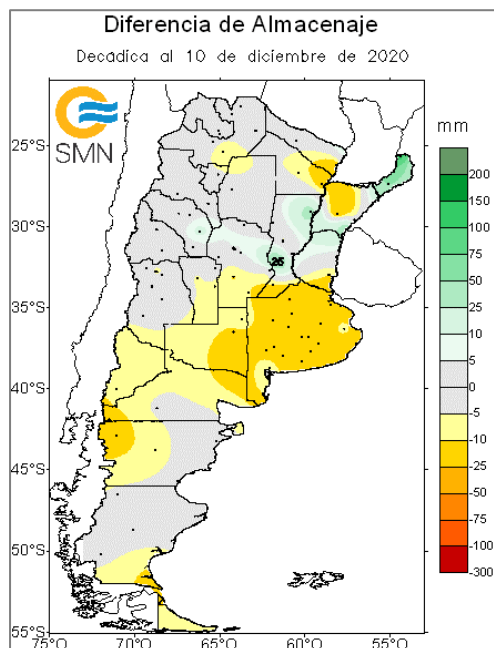 Diferencia de Almacenaje
Decádica al 10 de diciembre de 2020
SMN
mm
200
150
100
75
50
25
10
5
0
-5
-10
-25
-50
-75
-100
-300
25°S
30°S
35°S
40°S
45°S
50°S
55°S
25
75°O 70°O 65°O 60°O 55°O